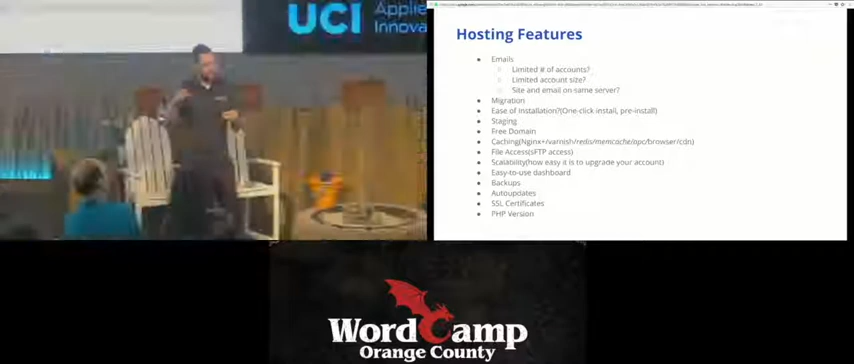 UCI Applie
Innova
Hosting Features
Emails
Limited # of accounts?
Limited account size?
Site and email on same server?
Migration
Ease of Installation?(One-click install, pre-install)
Staging
Free Domain
Caching(Nginx+/varnish/redis/memcache/apc/browser/cdn)
File Access(sFTP access)
Scalability(how easy it is to upgrade your account)
Easy-to-use dashboard
Backups
Autoupdates
SSL Certificates
PHP Version
WordCamp
Orange County